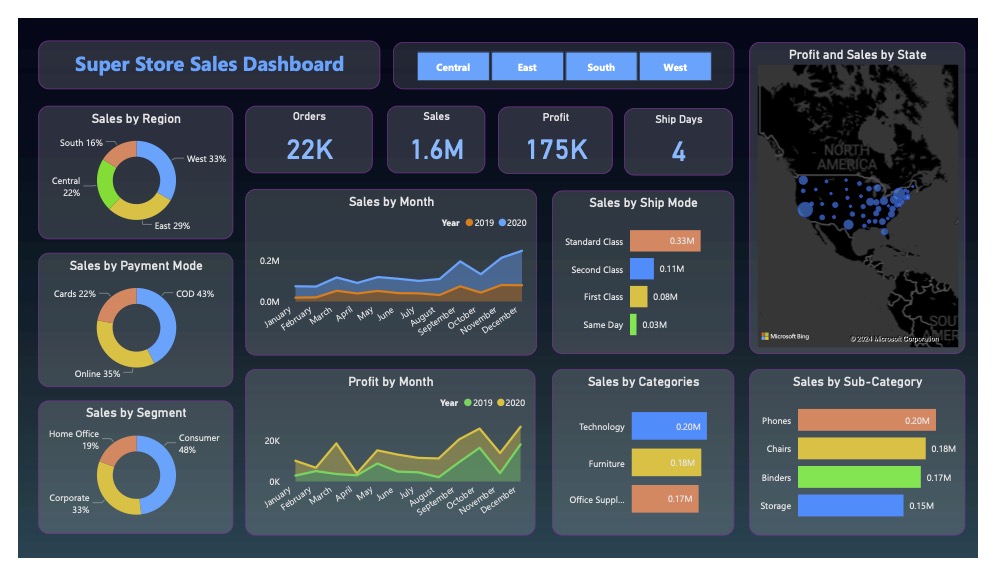 Super Store Sales Dashboard
Central
East
South
West
Profit and Sales by State
NORTH
AMERICA
Microsoft Bing
© 2024 Microsoft Corporation
Sales by Region
South 16%
West 33%
Central
22%
East 29%
Orders
22K
Sales
1.6M
Profit
175K
Ship Days
4
Sales by Month
Year 2019 2020
0.2M
0.0M
January
February
March
April
May
June
July
August
September
October
November
December
Sales by Ship Mode
Standard Class 0.33M
Second Class 0.11M
First Class 0.08M
Same Day 0.03M
Sales by Payment Mode
Cards 22%
COD 43%
Online 35%
Sales by Segment
Home Office
19%
Consumer
48%
Corporate
33%
Profit by Month
Year 2019 2020
20K
0K
January
February
March
April
May
June
July
August
September
October
November
December
Sales by Categories
Technology 0.20M
Furniture 0.18M
Office Suppl... 0.17M
Sales by Sub-Category
Phones 0.20M
Chairs 0.18M
Binders 0.17M
Storage 0.15M